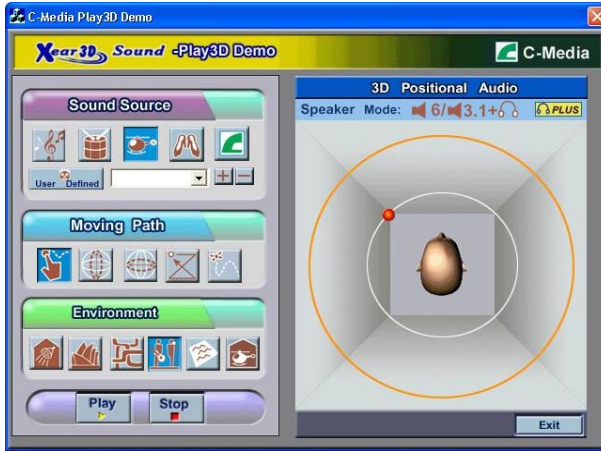 C-Media Play3D Demo
Xear 3D Sound -Play3D Demo
C-Media
Sound Source
User Defined
Moving Path
Environment
Play
Stop
3D Positional Audio
Speaker Mode: 6/3.1+
PLUS
Exit